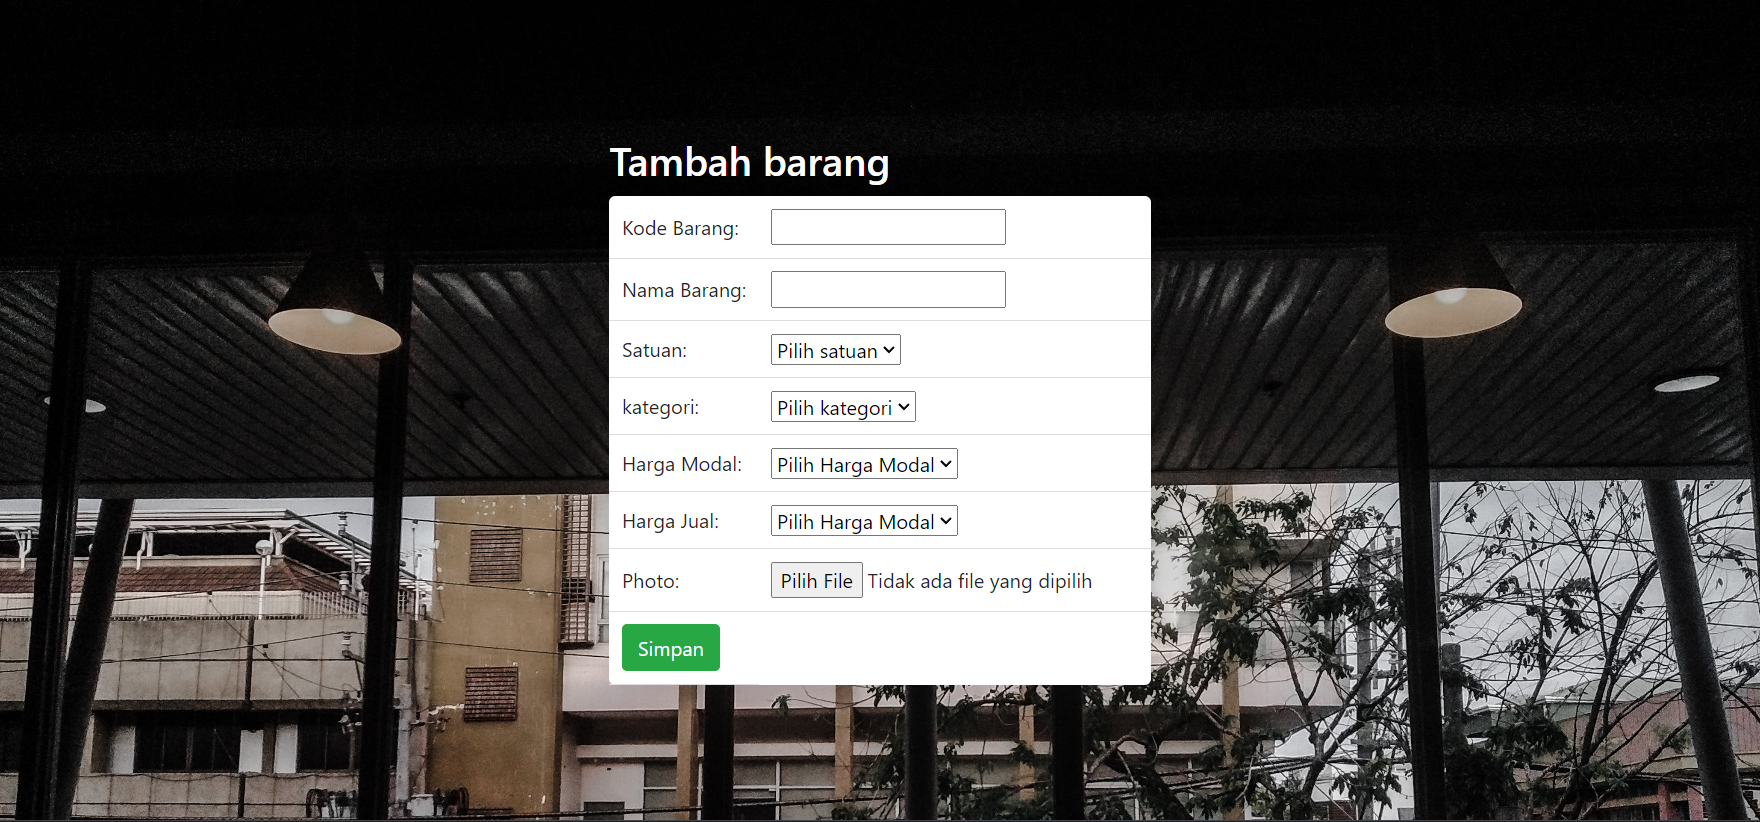 Tambah barang
Kode Barang:
Nama Barang:
Satuan: Pilih satuan
kategori: Pilih kategori
Harga Modal: Pilih Harga Modal
Harga Jual: Pilih Harga Modal
Photo: Pilih File Tidak ada file yang dipilih
Simpan